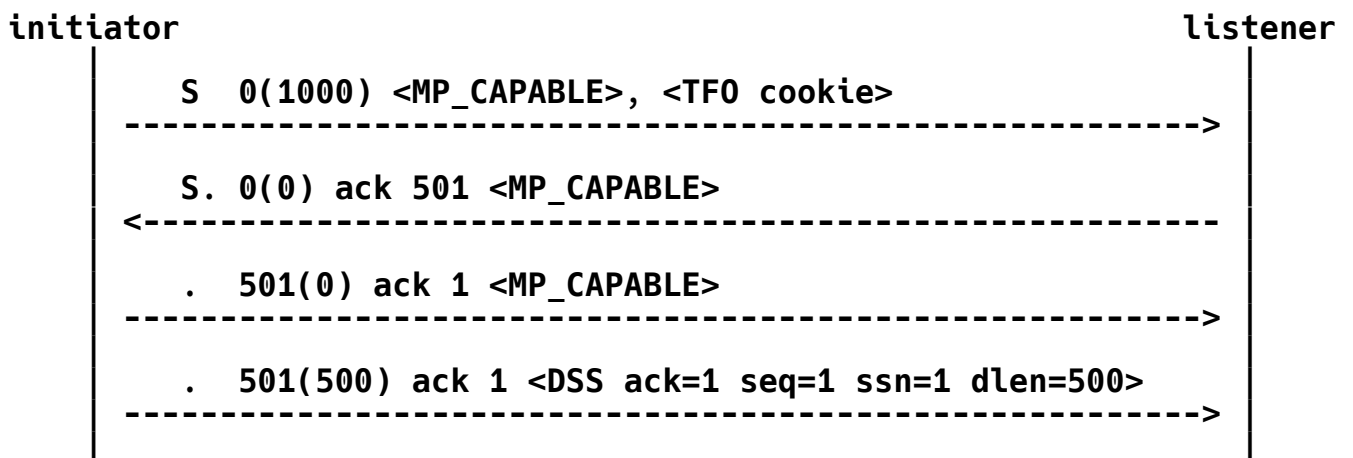 initiator listener
S 0(1000) <MP_CAPABLE>, <TFO cookie>
S. 0(0) ack 501 <MP_CAPABLE>
. 501(0) ack 1 <MP_CAPABLE>
. 501(500) ack 1 <DSS ack=1 seq=1 ssn=1 dlen=500>